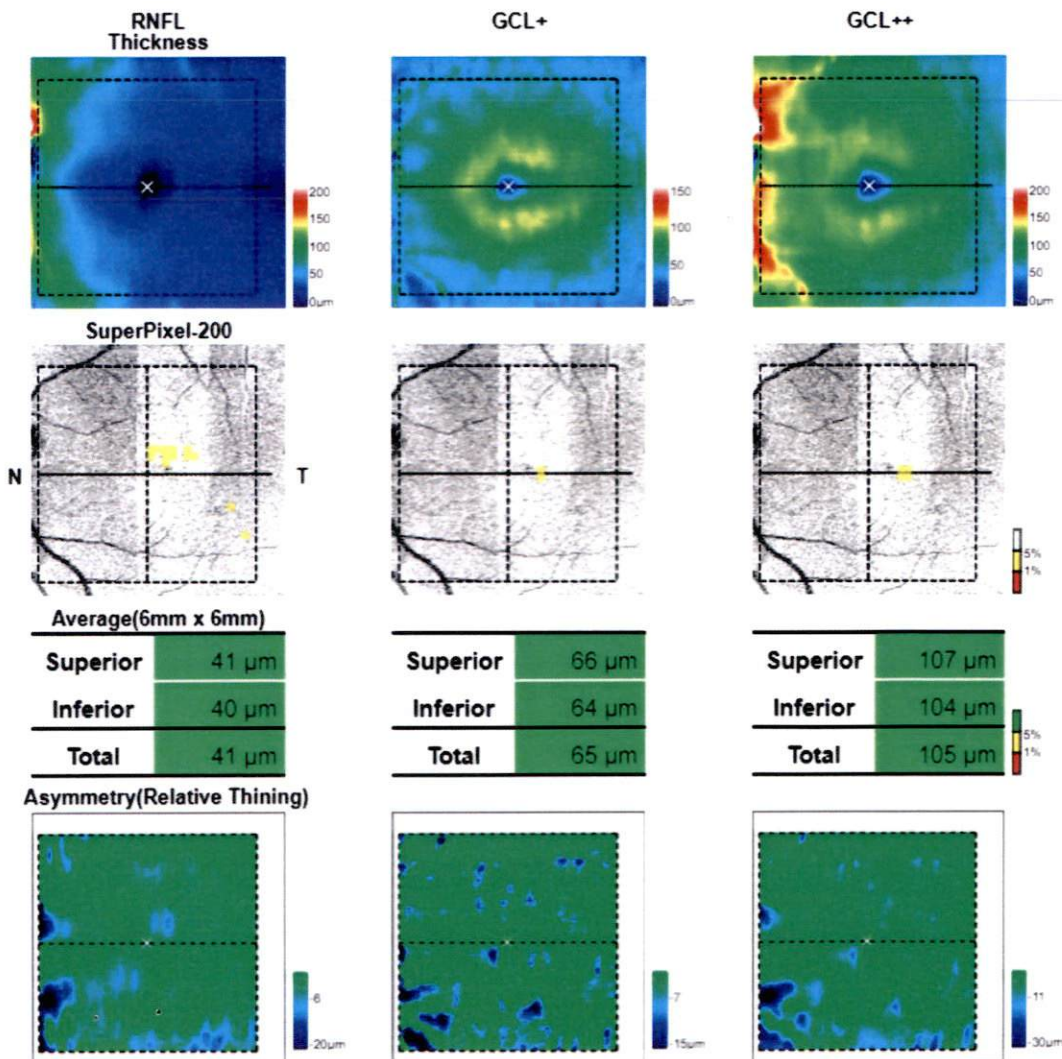 RNFL
Thickness
GCL+
GCL++
200
150
100
50
0µm
150
100
50
0µm
200
150
100
50
0µm
SuperPixel-200
N
T
5%
1%
Average(6mm x 6mm)
Superior 41 µm
Inferior 40 µm
Total 41 µm
Superior 66 µm
Inferior 64 µm
Total 65 µm
Superior 107 µm
Inferior 104 µm
Total 105 µm
5%
1%
Asymmetry(Relative Thining)
-6
-20µm
-7
-15µm
-11
-30µm